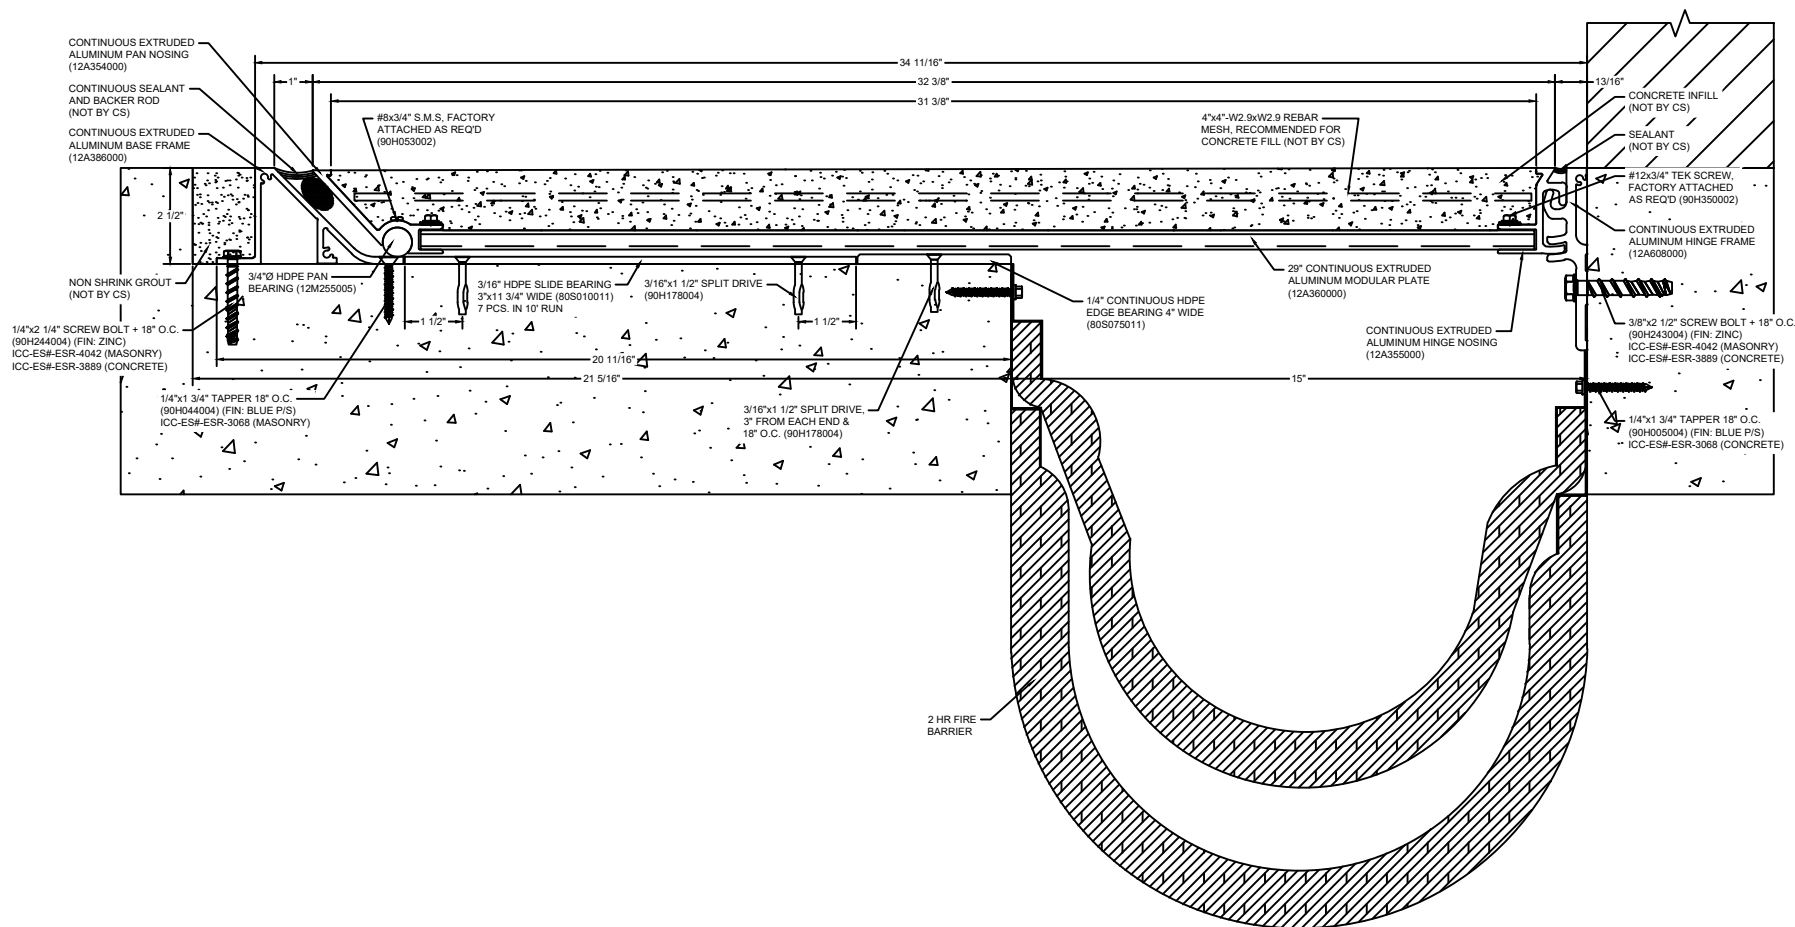 CONTINUOUS EXTRUDED
ALUMINUM PAN NOSING
(12A354000)
CONTINUOUS SEALANT
AND BACKER ROD
(NOT BY CS)
CONTINUOUS EXTRUDED
ALUMINUM BASE FRAME
(12A386000)
34 11/16"
1"
32 3/8"
13/16"
31 3/8"
#8x3/4" S.M.S, FACTORY
ATTACHED AS REQ'D
(90H053002)
4"x4"-W2.9xW2.9 REBAR
MESH, RECOMMENDED FOR
CONCRETE FILL (NOT BY CS)
CONCRETE INFILL
(NOT BY CS)
SEALANT
(NOT BY CS)
#12x3/4" TEK SCREW,
FACTORY ATTACHED
AS REQ'D (90H350002)
CONTINUOUS EXTRUDED
ALUMINUM HINGE FRAME
(12A608000)
2 1/2"
NON SHRINK GROUT
(NOT BY CS)
3/4"Ø HDPE PAN
BEARING (12M255005)
3/16" HDPE SLIDE BEARING
3"x11 3/4" WIDE (80S010011)
7 PCS. IN 10' RUN
3/16"x1 1/2" SPLIT DRIVE
(90H178004)
1/4" CONTINUOUS HDPE
EDGE BEARING 4" WIDE
(80S075011)
29" CONTINUOUS EXTRUDED
ALUMINUM MODULAR PLATE
(12A360000)
CONTINUOUS EXTRUDED
ALUMINUM HINGE NOSING
(12A355000)
1/4"x2 1/4" SCREW BOLT + 18" O.C.
(90H244004) (FIN: ZINC)
ICC-ES#-ESR-4042 (MASONRY)
ICC-ES#-ESR-3889 (CONCRETE)
3/8"x2 1/2" SCREW BOLT + 18" O.C.
(90H243004) (FIN: ZINC)
ICC-ES#-ESR-4042 (MASONRY)
ICC-ES#-ESR-3889 (CONCRETE)
1 1/2"
1 1/2"
20 11/16"
21 5/16"
15"
1/4"x1 3/4" TAPPER 18" O.C.
(90H044004) (FIN: BLUE P/S)
ICC-ES#-ESR-3068 (MASONRY)
3/16"x1 1/2" SPLIT DRIVE,
3" FROM EACH END &
18" O.C. (90H178004)
1/4"x1 3/4" TAPPER 18" O.C.
(90H005004) (FIN: BLUE P/S)
ICC-ES#-ESR-3068 (CONCRETE)
2 HR FIRE
BARRIER